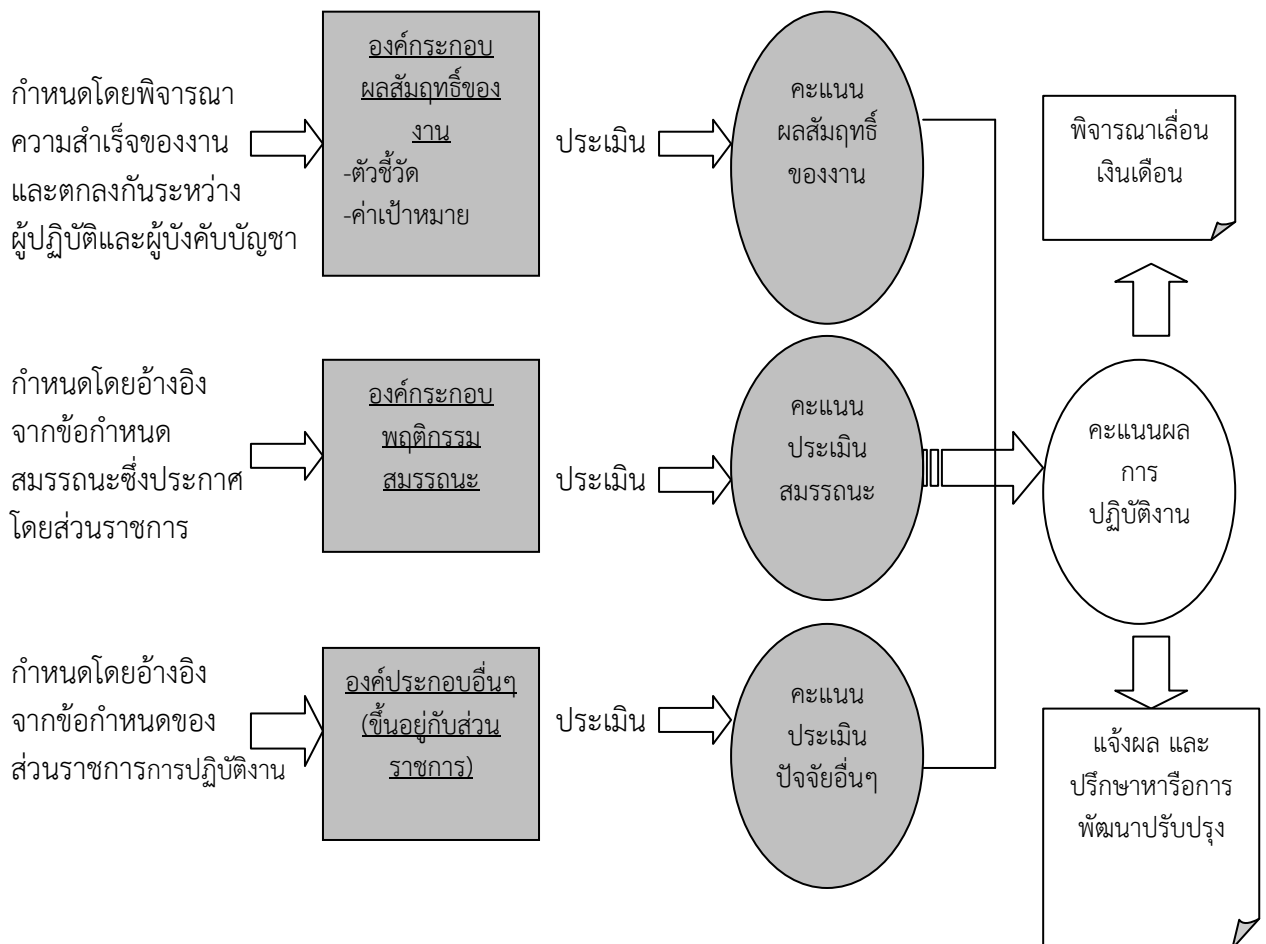 กำหนดโดยพิจารณา
ความสำเร็จของงาน
และตกลงกันระหว่าง
ผู้ปฏิบัติและผู้บังคับบัญชา
องค์กระกอบ
ผลสัมฤทธิ์ของ
งาน
-ตัวชี้วัด
-ค่าเป้าหมาย
ประเมิน
คะแนน
ผลสัมฤทธิ์
ของงาน
พิจารณาเลื่อน
เงินเดือน
กำหนดโดยอ้างอิง
จากข้อกำหนด
สมรรถนะซึ่งประกาศ
โดยส่วนราชการ
องค์กระกอบ
พฤติกรรม
สมรรถนะ
ประเมิน
คะแนน
ประเมิน
สมรรถนะ
คะแนนผล
การ
ปฏิบัติงาน
กำหนดโดยอ้างอิง
จากข้อกำหนดของ
ส่วนราชการการปฏิบัติงาน
องค์ประกอบอื่นๆ
(ขึ้นอยู่กับส่วน
ราชการ)
ประเมิน
คะแนน
ประเมิน
ปัจจัยอื่นๆ
แจ้งผล และ
ปรึกษาหารือการ
พัฒนาปรับปรุง